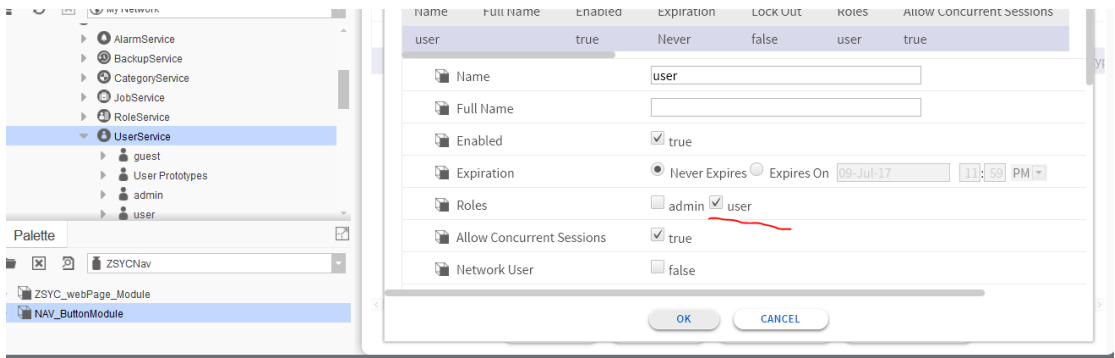 My Network
AlarmService
BackupService
CategoryService
JobService
RoleService
UserService
guest
User Prototypes
admin
user
Palette
ZSYCNav
ZSYC_webPage_Module
NAV_ButtonModule
Name Full Name Enabled Expiration Lock Out Roles Allow Concurrent Sessions
user true Never false user true
Name user
Full Name
Enabled true
Expiration Never Expires Expires On 09-Jul-17 11: 59 PM
Roles admin user
Allow Concurrent Sessions true
Network User false
OK CANCEL